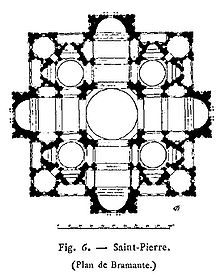 Fig. 6. — Saint-Pierre.
(Plan de Bramante.)